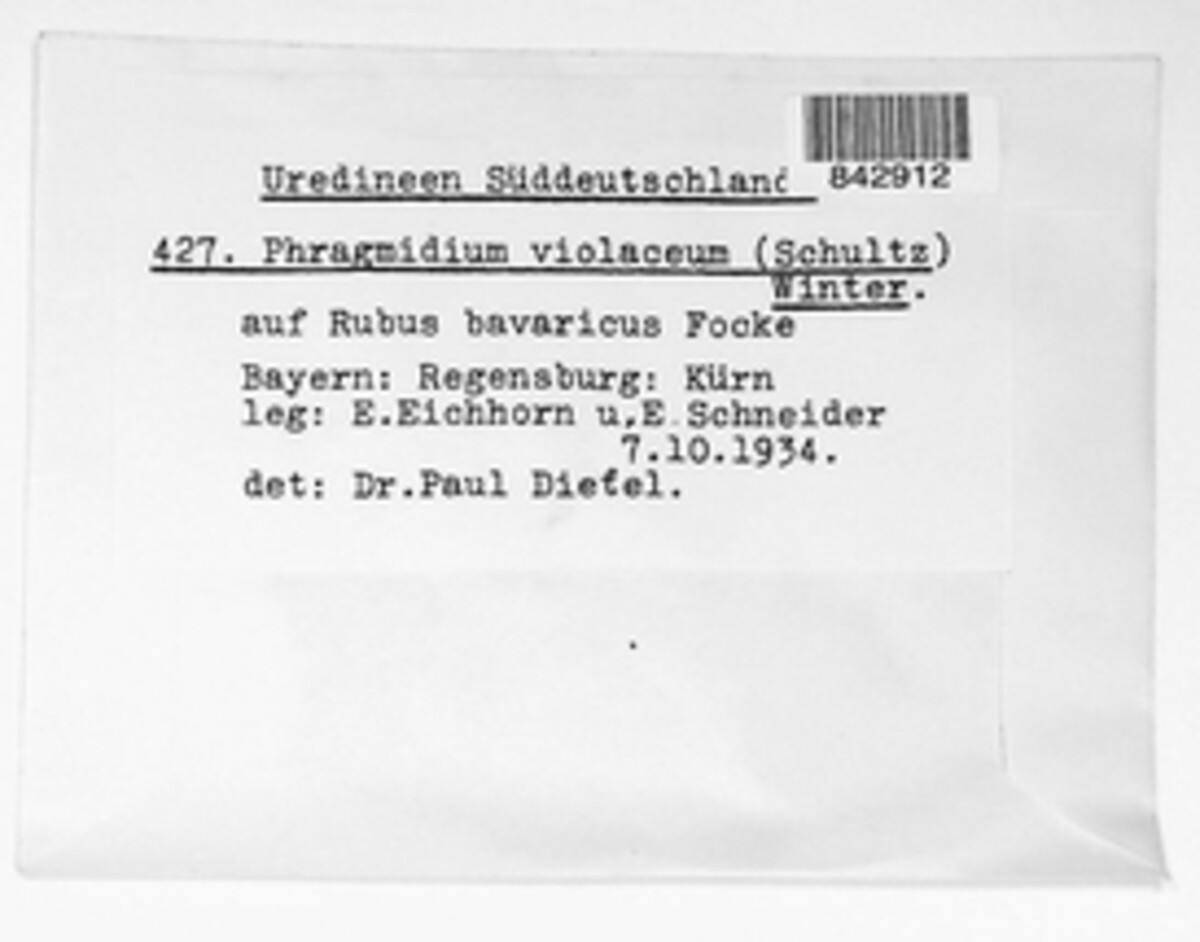 842912
Uredineen Süddeutschland
427. Phragmidium violaceum (Schultz)
Winter.
auf Rubus bavaricus Focke
Bayern: Regensburg: Kürn
leg: E.Eichhorn u,E.Schneider
7.10.1934.
det: Dr.Paul Dietel.